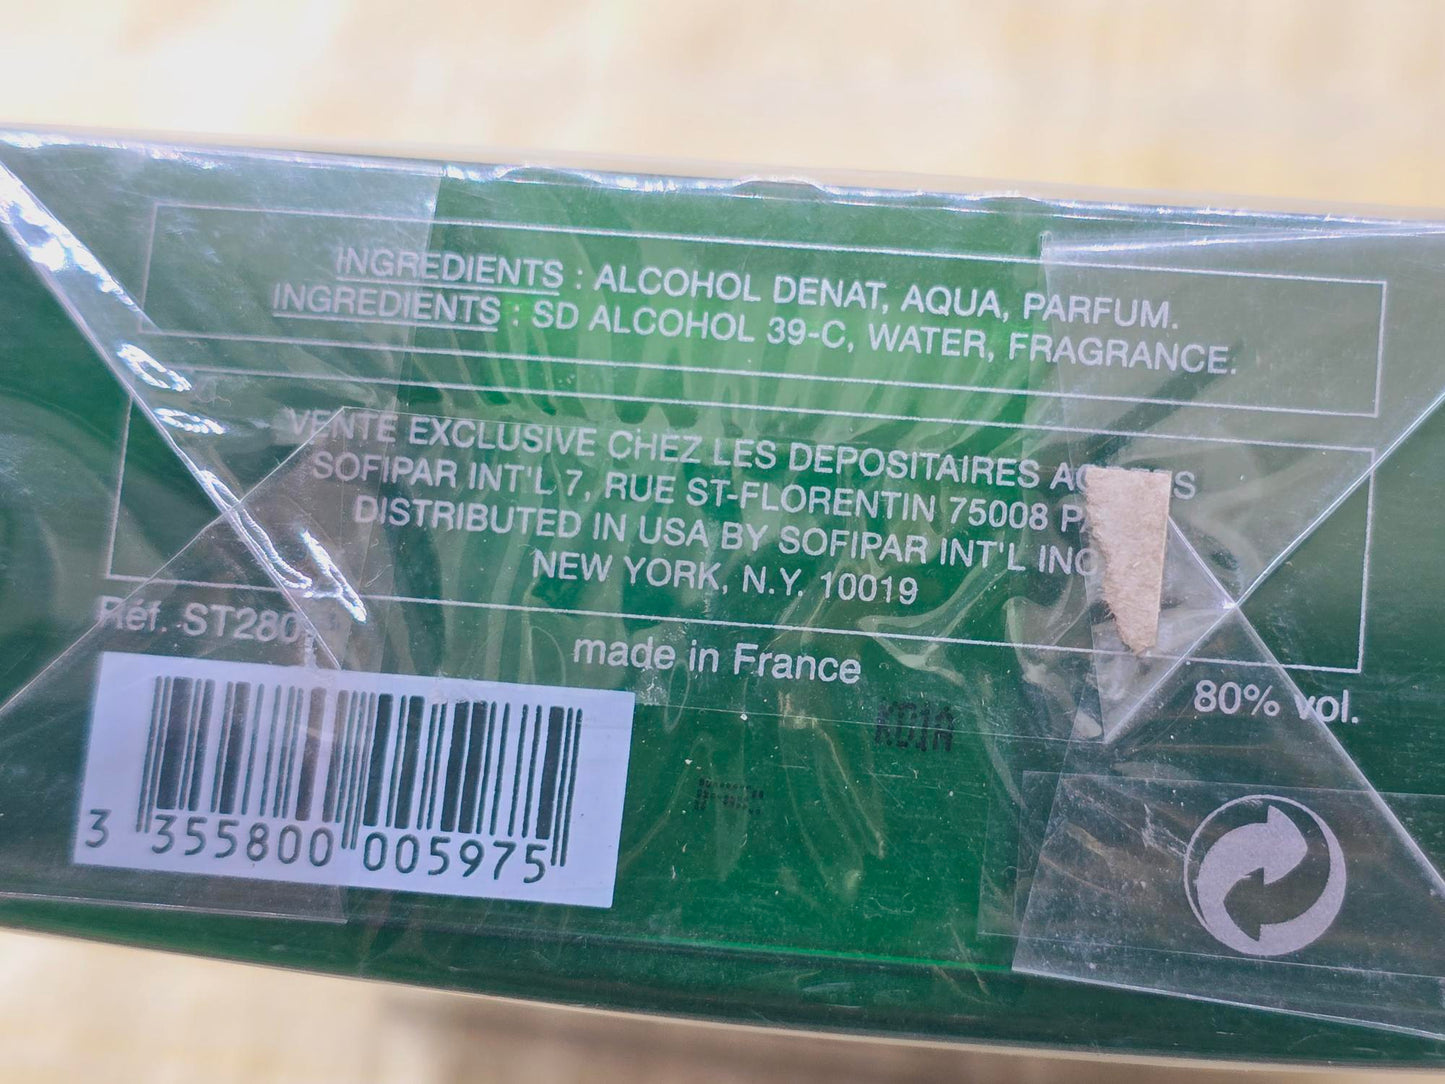 INGREDIENTS : ALCOHOL DENAT, AQUA, PARFUM.
INGREDIENTS : SD ALCOHOL 39-C, WATER, FRAGRANCE.
VENTE EXCLUSIVE CHEZ LES DEPOSITAIRES
SOFIPAR INT'L 7, RUE ST-FLORENTIN 75008
DISTRIBUTED IN USA BY SOFIPAR INT'L INC
NEW YORK, N.Y. 10019
Réf. ST280
made in France
80% vol.
KD1A
3 355800 005975